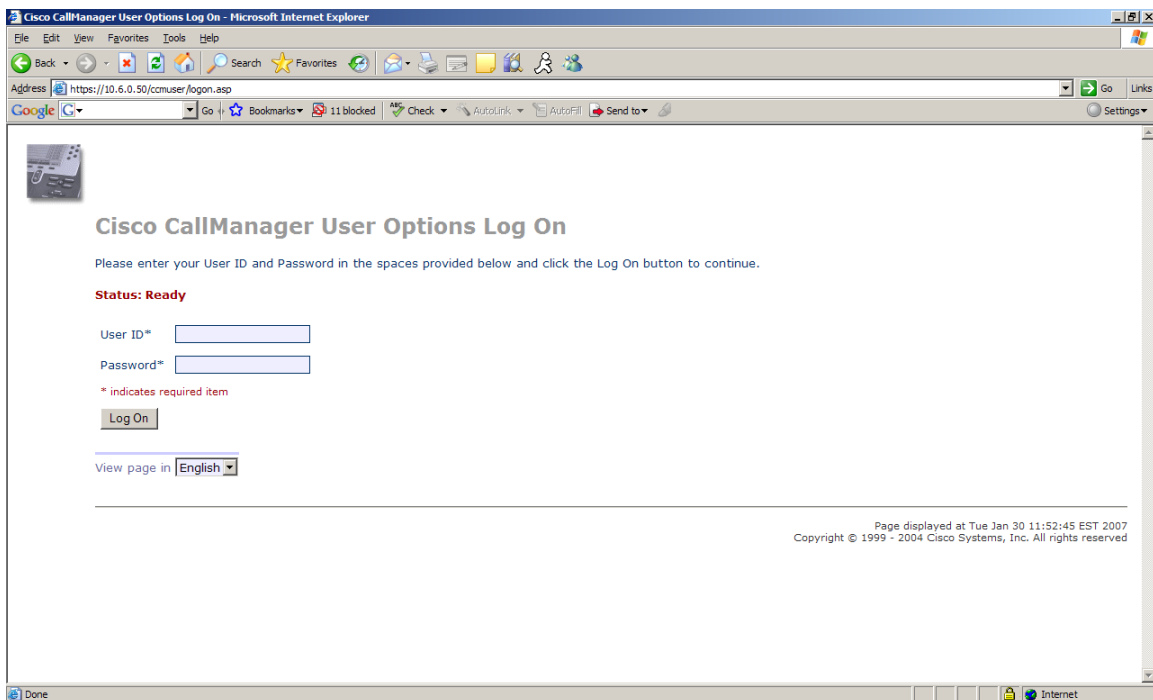 Cisco CallManager User Options Log On - Microsoft Internet Explorer
File Edit View Favorites Tools Help
Back Search Favorites
Address https://10.6.0.50/ccmuser/logon.asp Go Links
Google G Go Bookmarks 11 blocked ABC Check AutoLink AutoFill Send to Settings
Cisco CallManager User Options Log On
Please enter your User ID and Password in the spaces provided below and click the Log On button to continue.
Status: Ready
User ID*
Password*
* indicates required item
Log On
View page in English
Page displayed at Tue Jan 30 11:52:45 EST 2007
Copyright © 1999 - 2004 Cisco Systems, Inc. All rights reserved
Done Internet